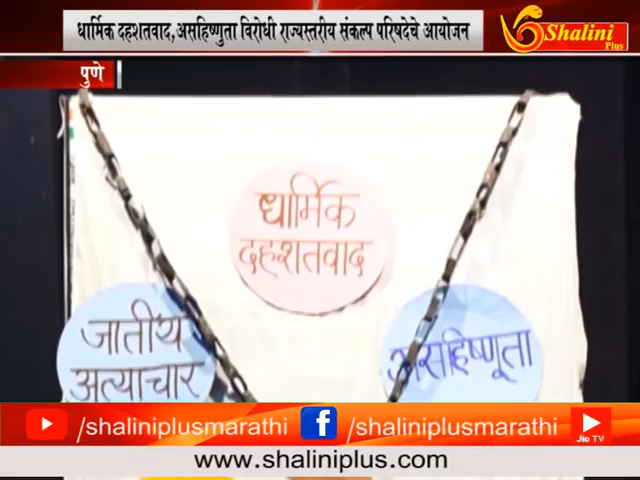 धार्मिक दहशतवाद,असहिष्णुता विरोधी राज्यस्तरीय संकल्प परिषदेचे आयोजन
Shalini
Plus
पुणे
धार्मिक
दहशतवाद
जातीय
अत्याचार
असहिष्णूता
/shaliniplusmarathi
/shaliniplusmarathi
Jio TV
www.shaliniplus.com